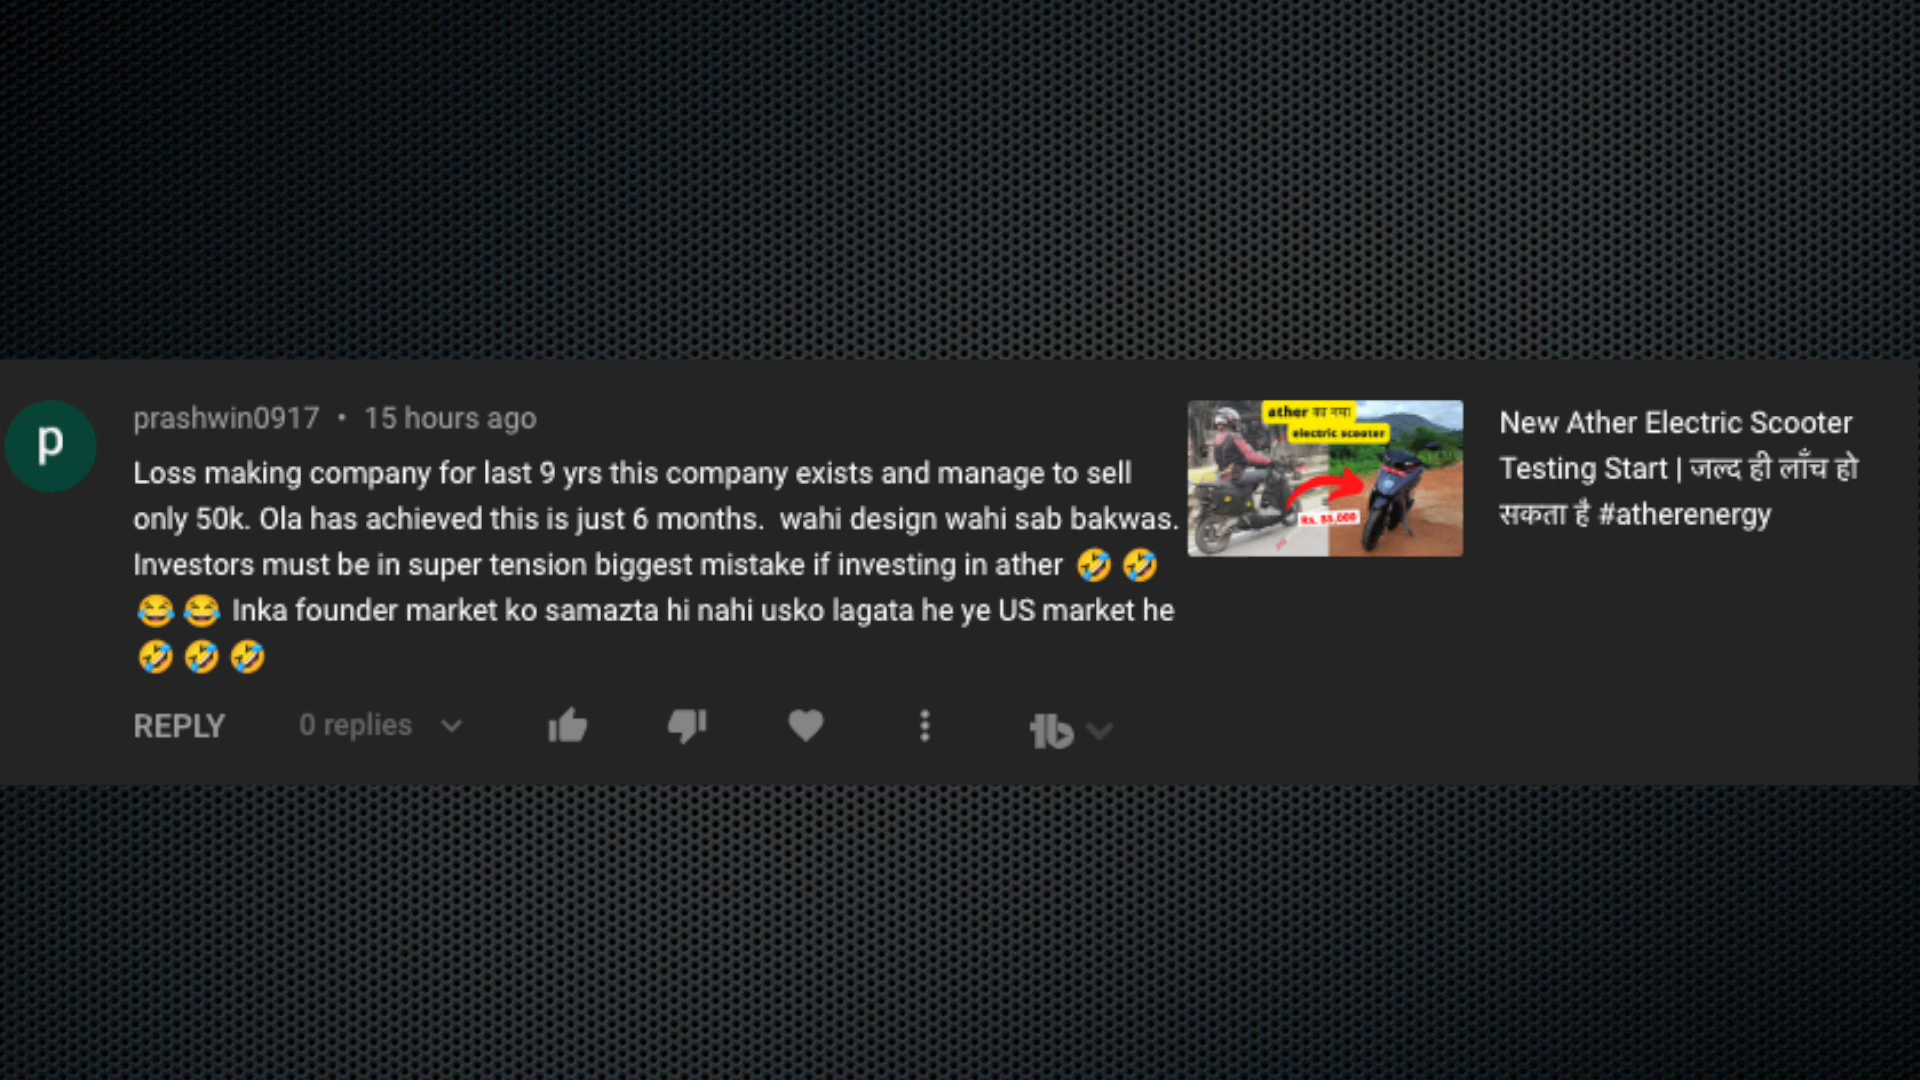 p
prashwin0917 • 15 hours ago
Loss making company for last 9 yrs this company exists and manage to sell
only 50k. Ola has achieved this is just 6 months. wahi design wahi sab bakwas.
Investors must be in super tension biggest mistake if investing in ather 🤣 🤣
😂 😂 Inka founder market ko samazta hi nahi usko lagata he ye US market he
🤣 🤣 🤣
REPLY 0 replies
ather का नया
electric scooter
Rs. 85,000
New Ather Electric Scooter
Testing Start | जल्द ही लाँच हो
सकता है #atherenergy